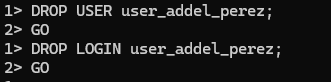 1> DROP USER user_addel_perez;
2> GO
1> DROP LOGIN user_addel_perez;
2> GO